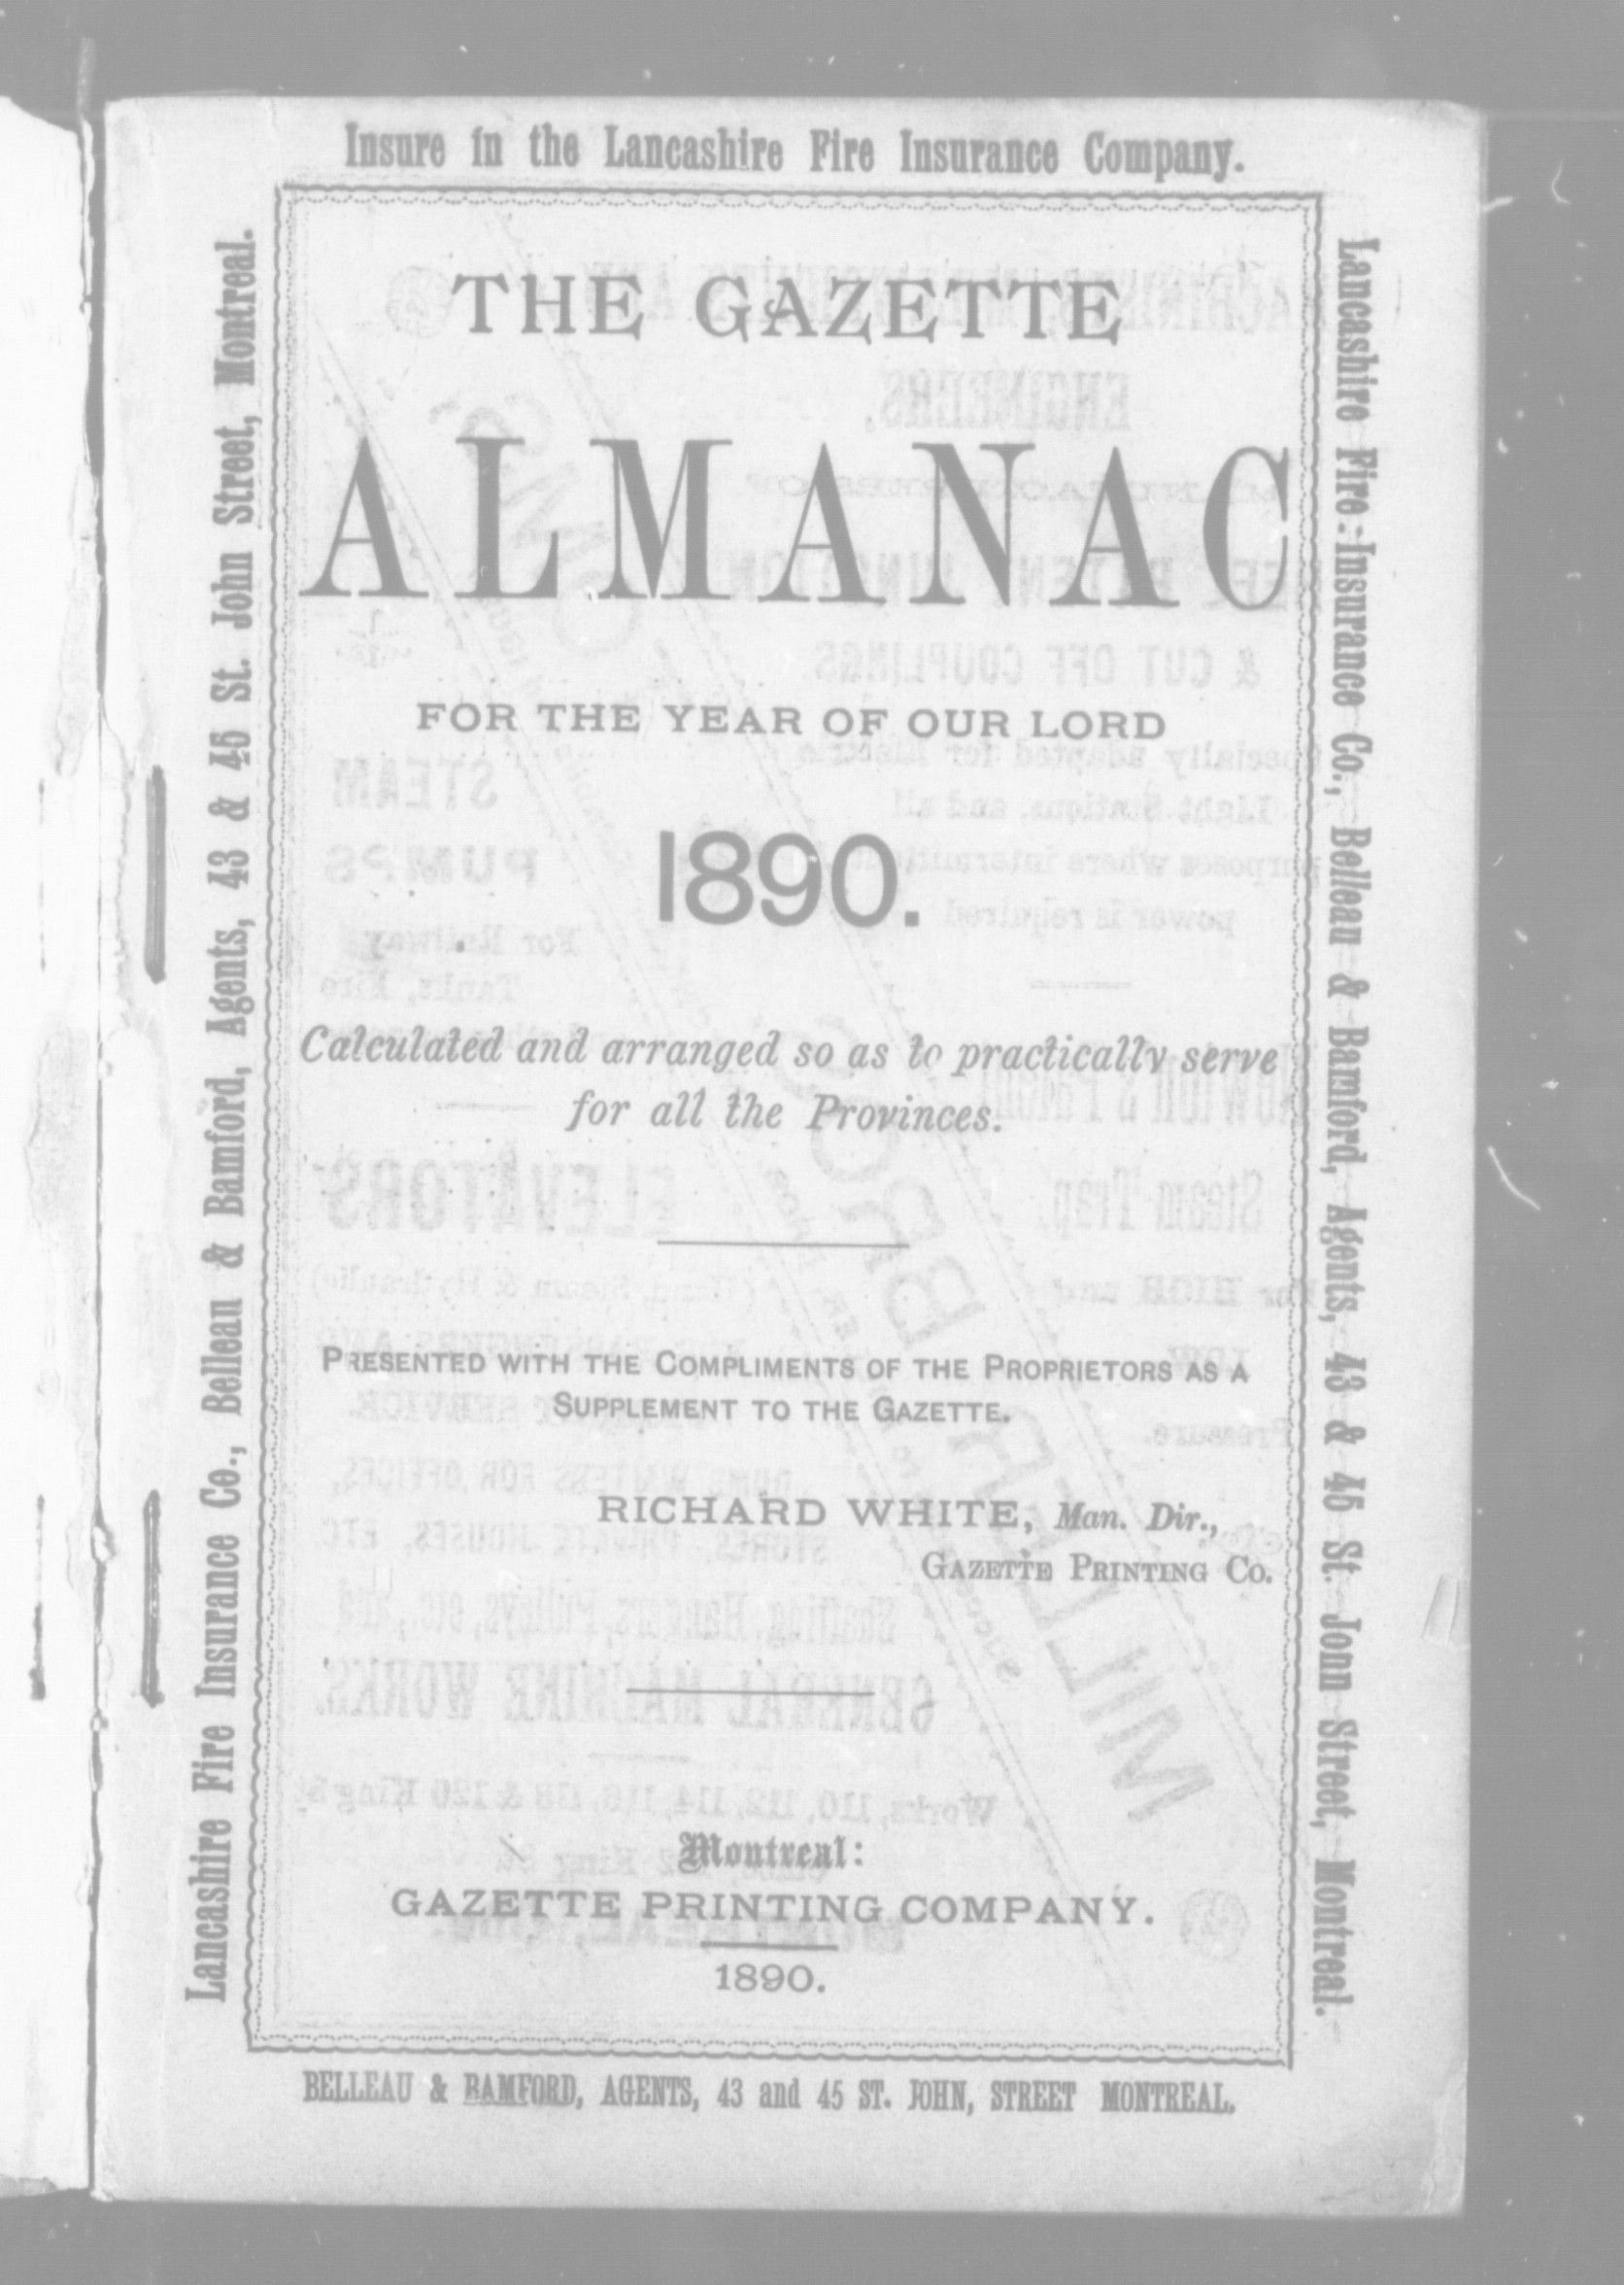 Insure in the Lancashire Fire Insurance Company.
Lancashire Fire Insurance Co., Belleau & Bamford, Agents, 43 & 45 St. John Street, Montreal.
THE GAZETTE
ALMANAC
FOR THE YEAR OF OUR LORD
1890.
Calculated and arranged so as to practically serve
for all the Provinces.
PRESENTED WITH THE COMPLIMENTS OF THE PROPRIETORS AS A
SUPPLEMENT TO THE GAZETTE.
RICHARD WHITE, Man. Dir.,
GAZETTE PRINTING CO.
Montreal:
GAZETTE PRINTING COMPANY.
1890.
Lancashire Fire Insurance Co., Belleau & Bamford, Agents, 43 & 45 St. Jonn Street, Montreal.
BELLEAU & BAMFORD, AGENTS, 43 and 45 ST. JOHN, STREET MONTREAL.